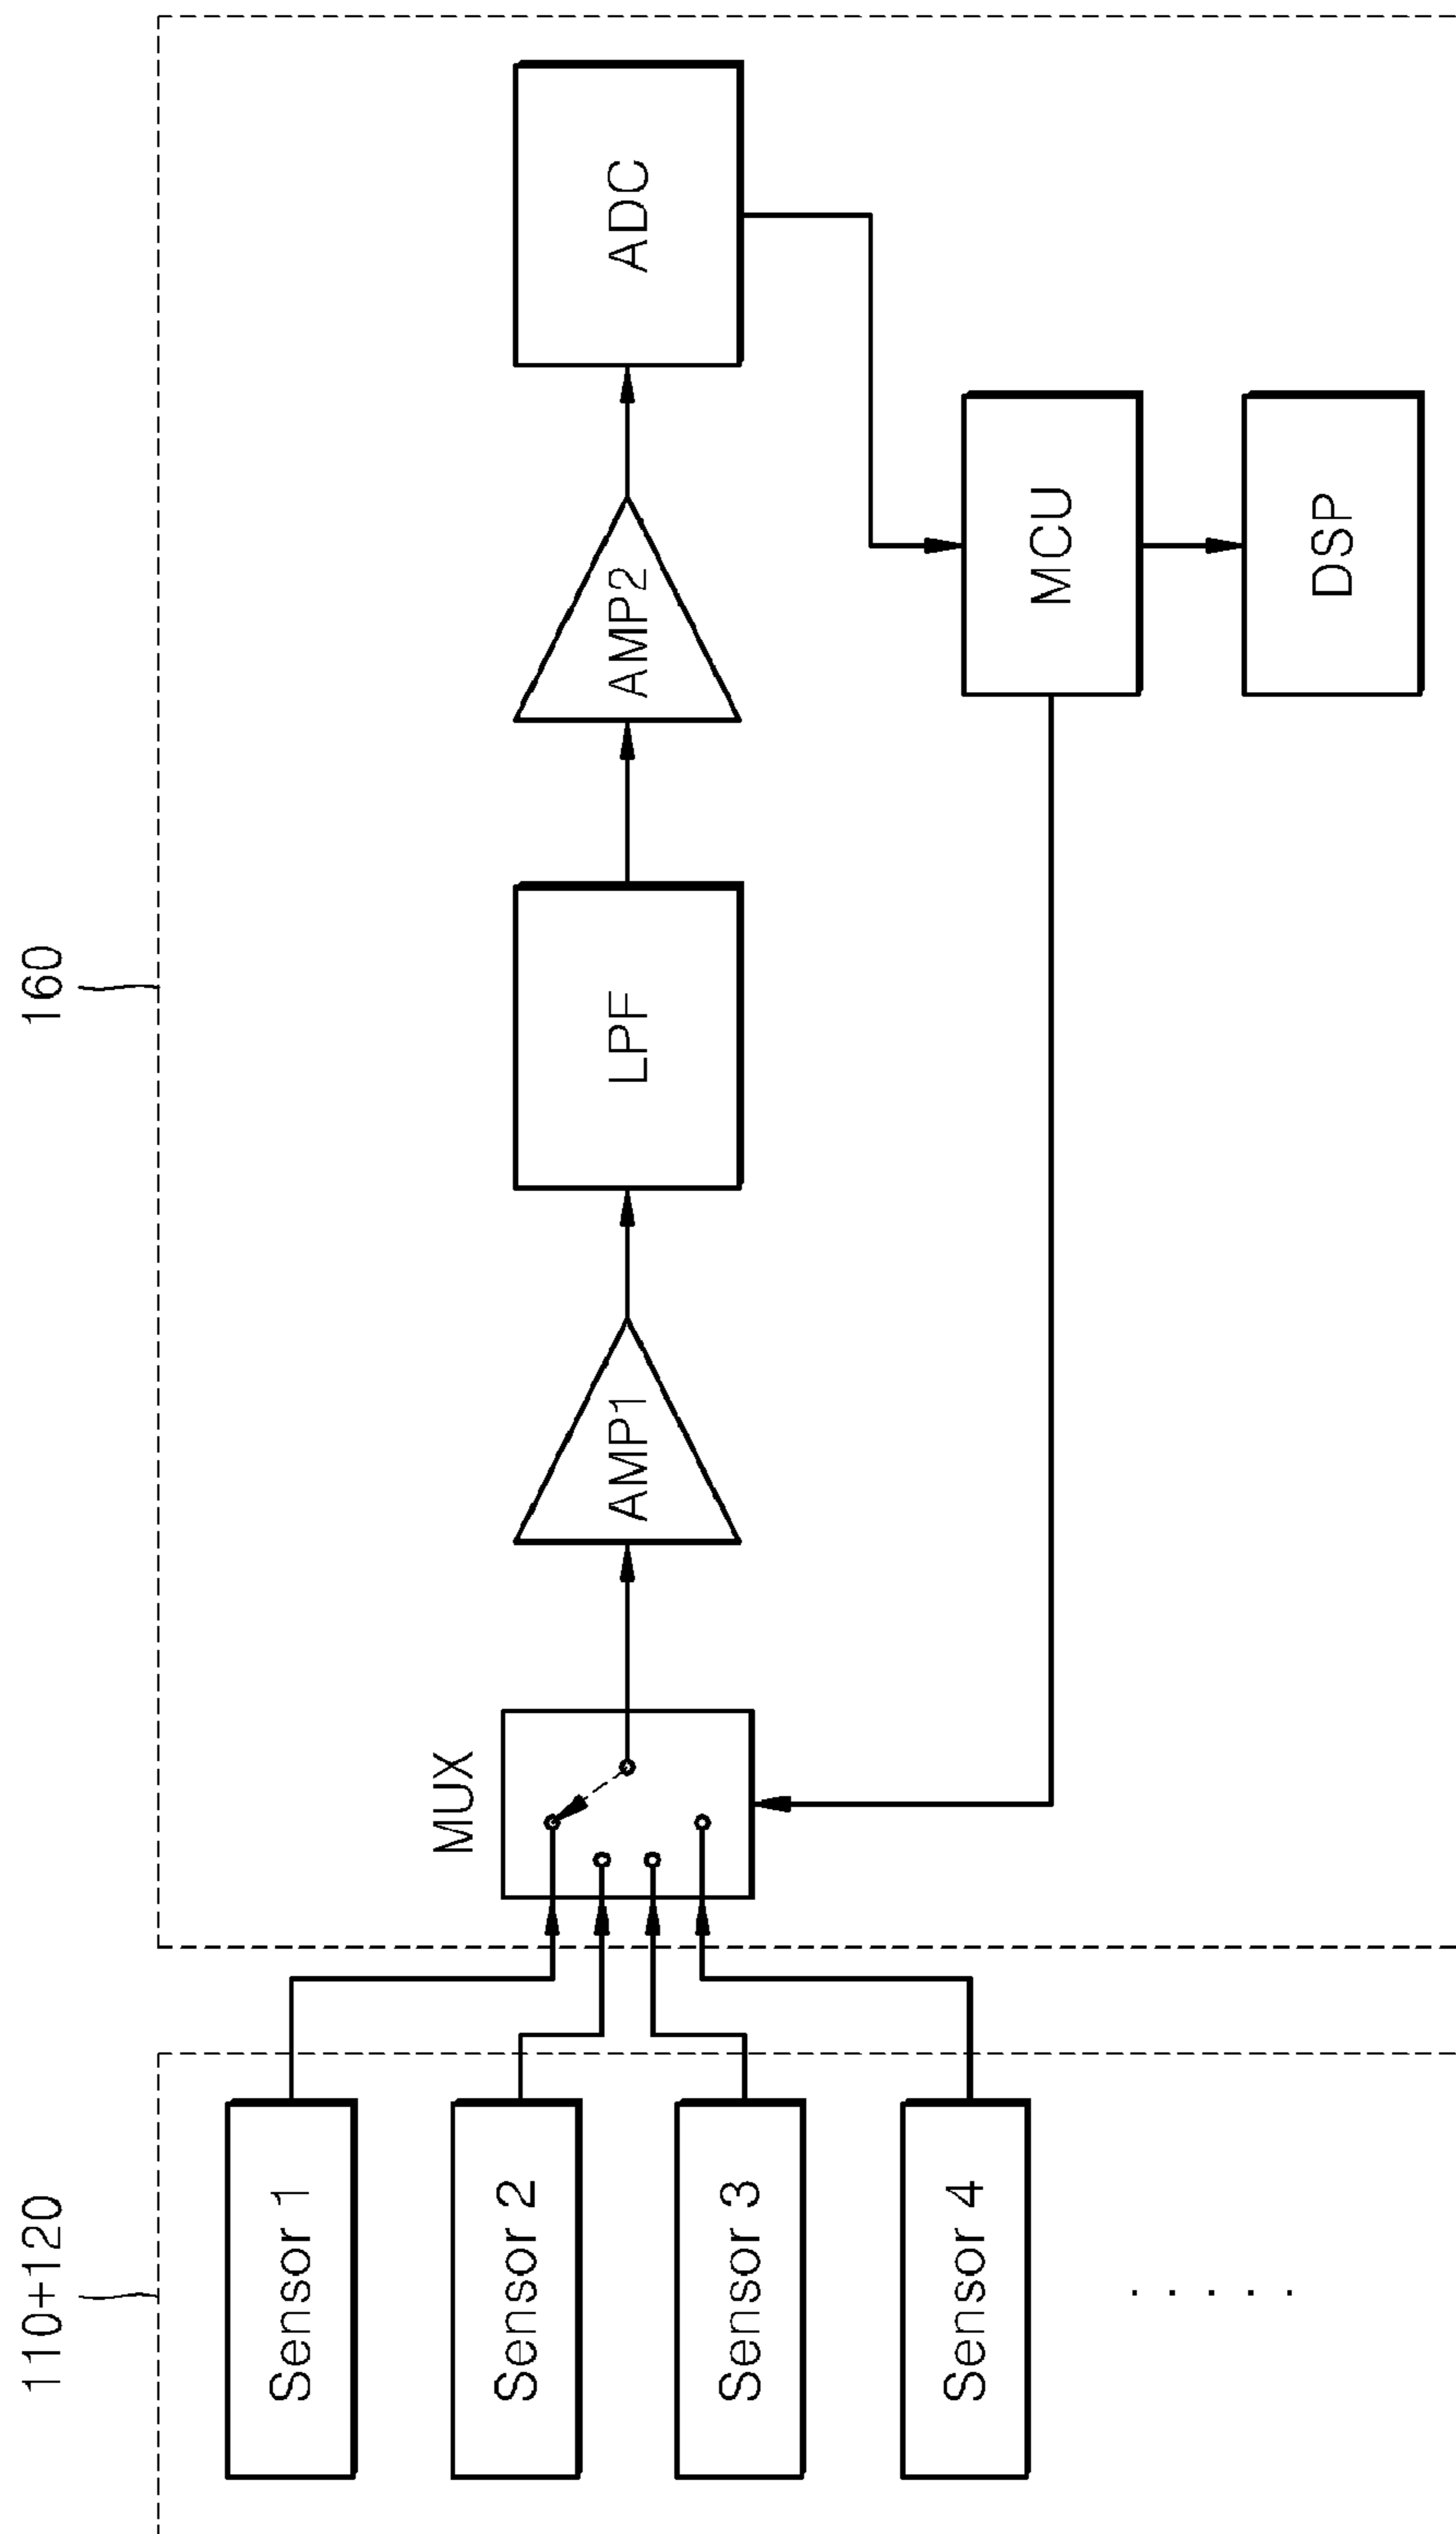 110+120
160
Sensor 1
Sensor 2
Sensor 3
Sensor 4
.....
MUX
AMP1
LPF
AMP2
ADC
MCU
DSP